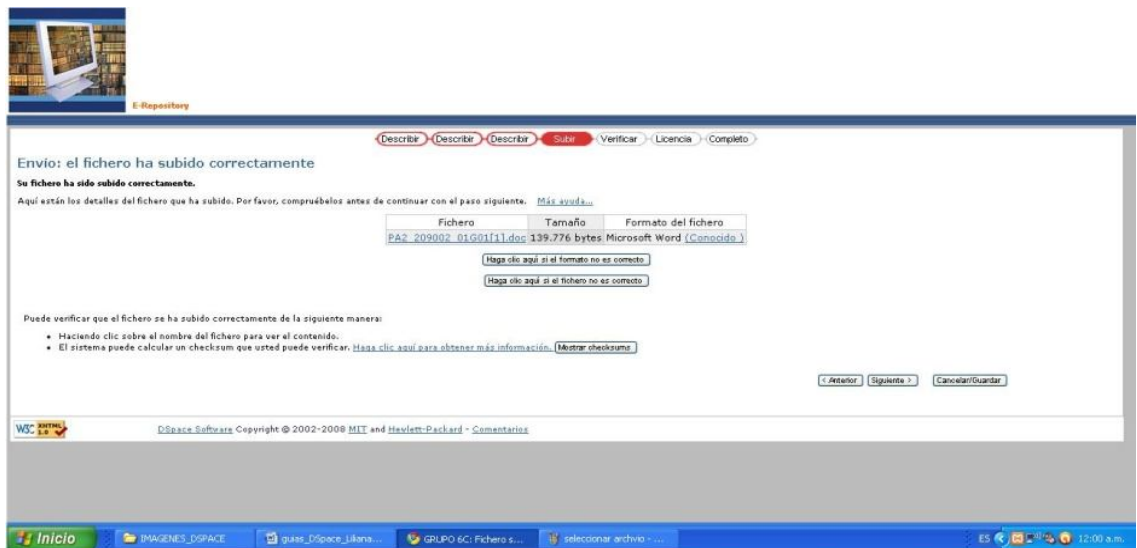 E-Repository
Describir Describir Describir Subir Verificar Licencia Completo
Envío: el fichero ha subido correctamente
Su fichero ha sido subido correctamente.
Aquí están los detalles del fichero que ha subido. Por favor, compruébelos antes de continuar con el paso siguiente. Más ayuda...
Fichero Tamaño Formato del fichero
PA2_209002_01G01[1].doc 139.776 bytes Microsoft Word (Conocido )
Haga clic aquí si el formato no es correcto
Haga clic aquí si el fichero no es correcto
Puede verificar que el fichero se ha subido correctamente de la siguiente manera:
• Haciendo clic sobre el nombre del fichero para ver el contenido.
• El sistema puede calcular un checksum que usted puede verificar. Haga clic aquí para obtener más información. Mostrar checksums
< Anterior Siguiente > Cancelar/Guardar
W3C XHTML 1.0 DSpace Software Copyright © 2002-2008 MIT and Hewlett-Packard - Comentarios
Inicio IMAGENES_DSPACE guias_DSpace_Liliana... GRUPO 6C: Fichero s... seleccionar archvio - ... ES 12:00 a.m.